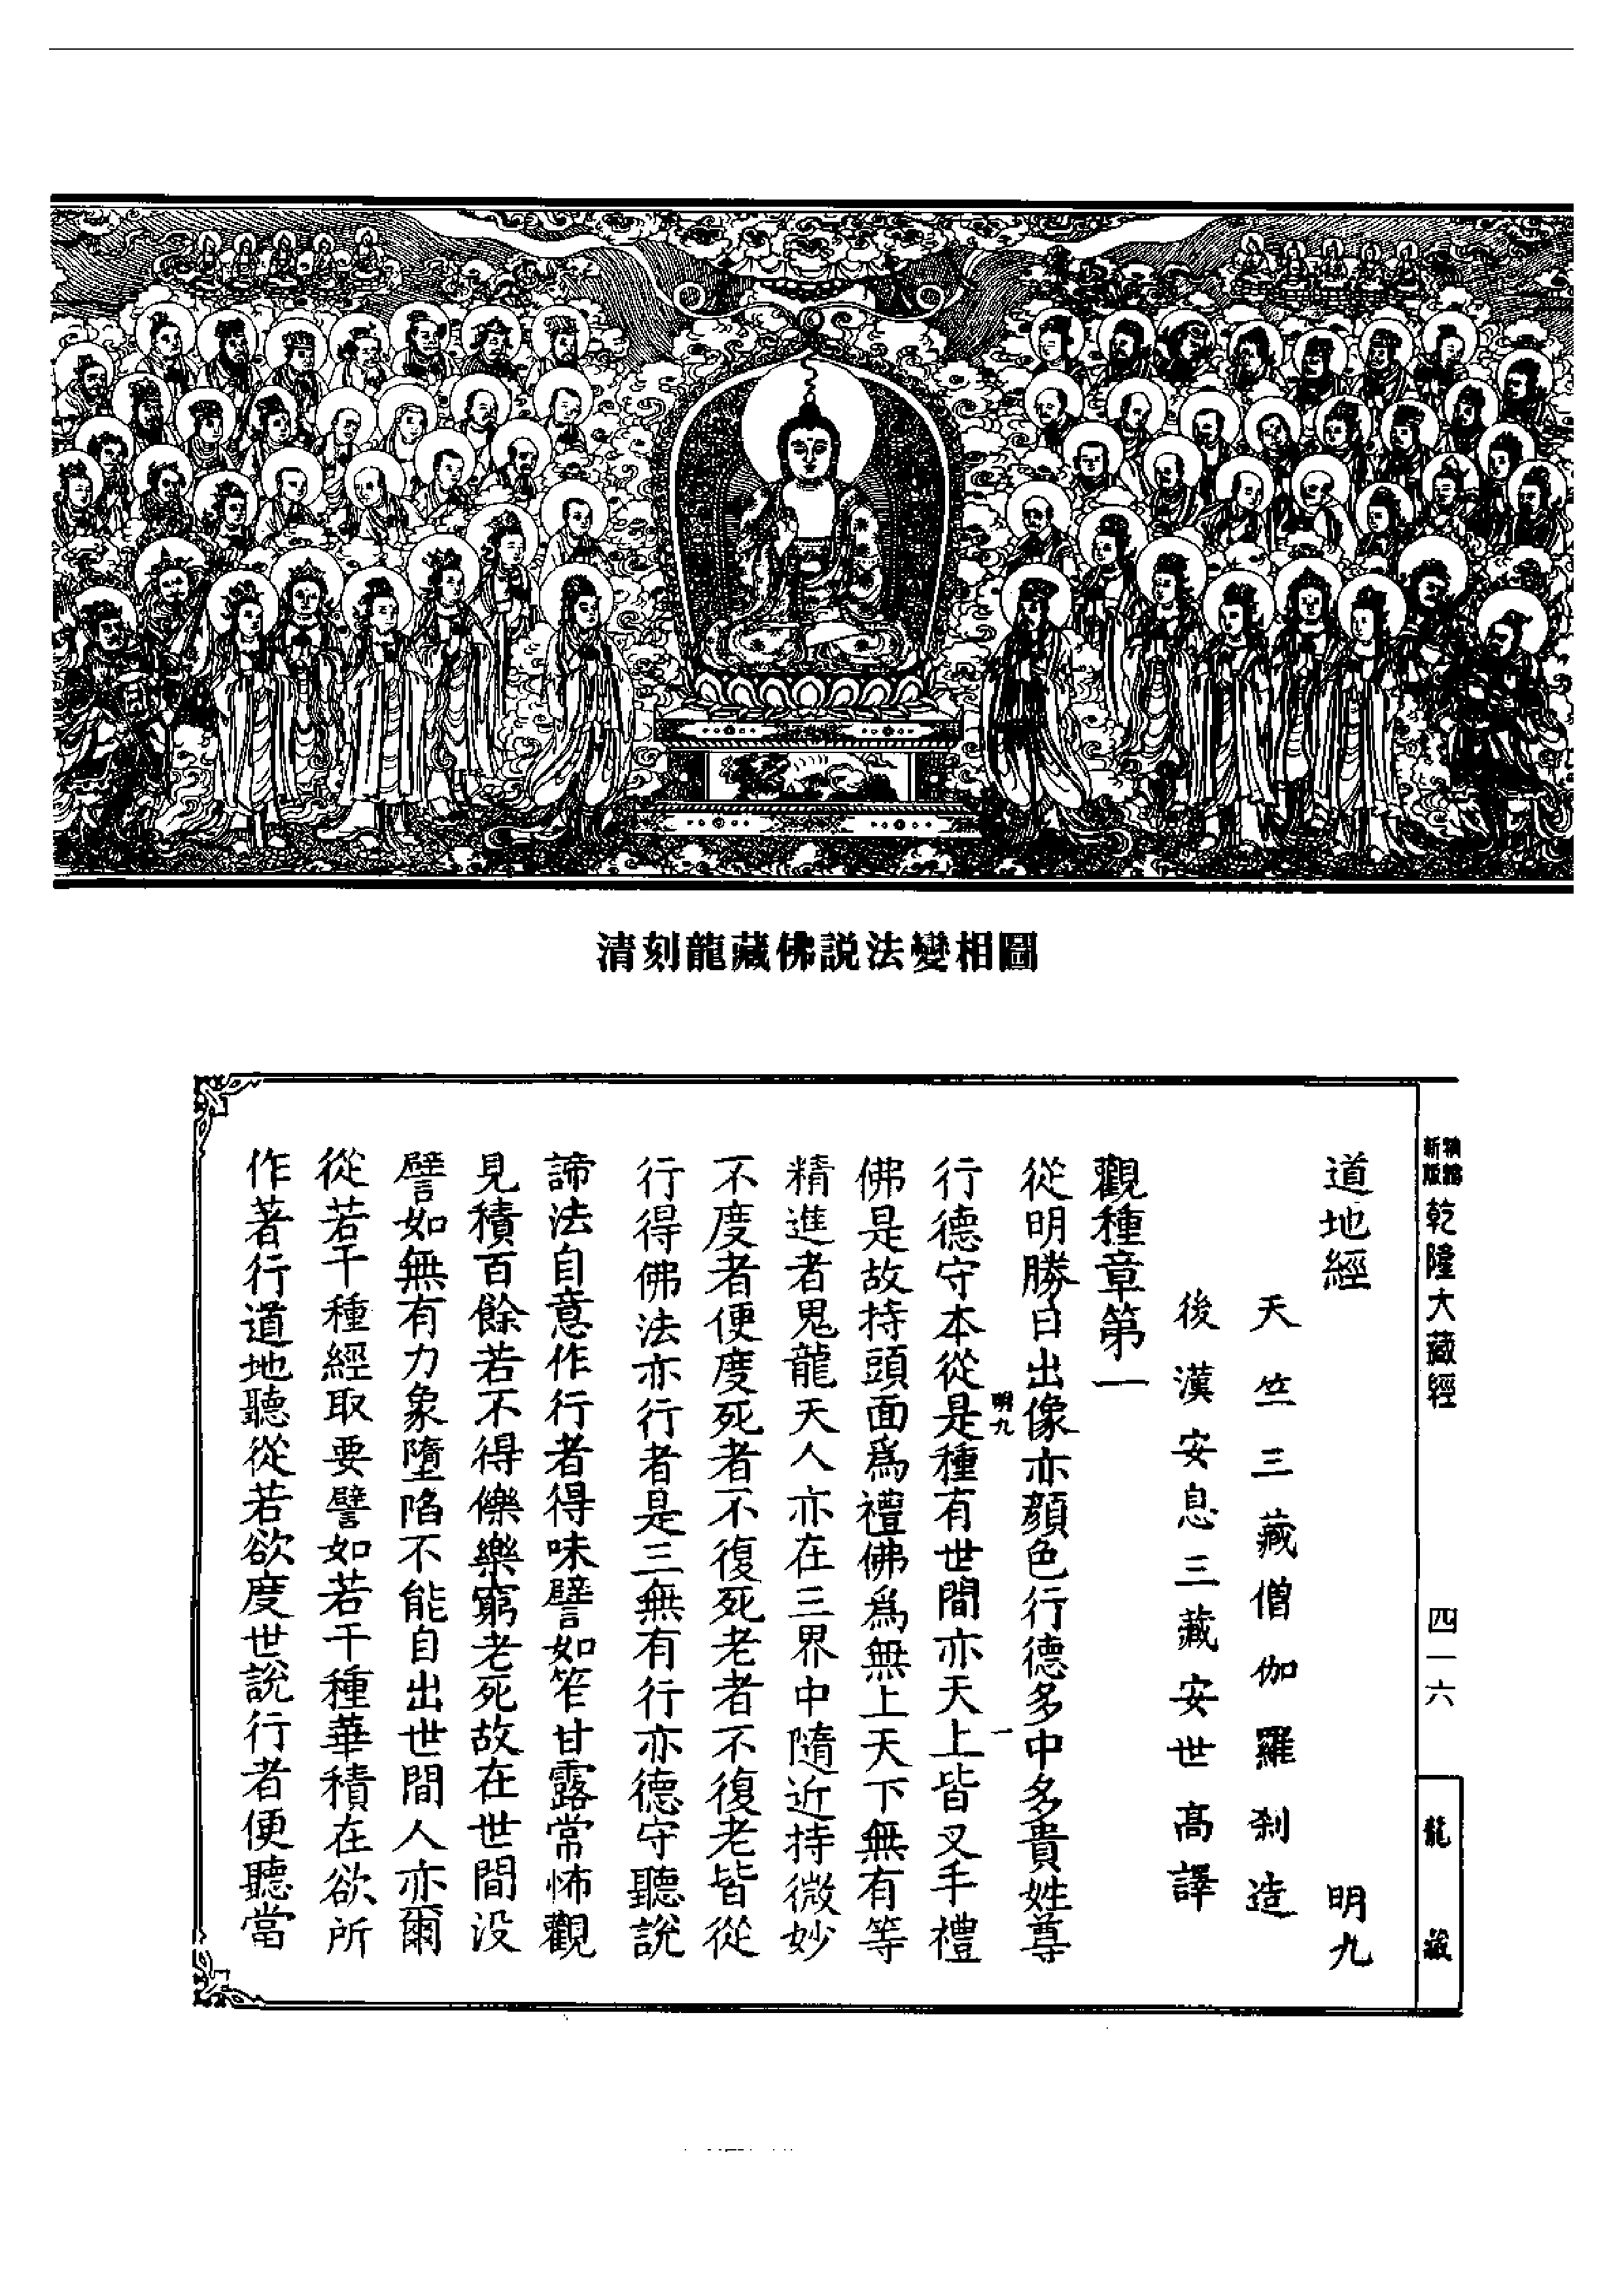 清刻龍藏佛説法變相圖
新版
精縮
乾隆大藏經
四一六
龍藏
道地經 明九
天竺三藏僧伽羅刹造
後漢安息三藏安世高譯
觀種章第一
從明勝日出像亦顏色行德多中多貴姓尊
明九 一
行德守本從是種有世間亦天上皆叉手禮
佛是故持頭面爲禮佛爲無上天下無有等
精進者鬼龍天人亦在三界中隨近持微妙
不度者便度死者不復死老者不復老皆從
行得佛法亦行者是三無有行亦德守聽説
諦法自意作行者得味譬如笮甘露常怖觀
見積百餘若不得㦡樂窮老死故在世間没
譬如無有力象墮陷不能自出世間人亦爾
從若干種經取要譬如若干種華積在欲所
作著行道地聽從若欲度世說行者便聽當